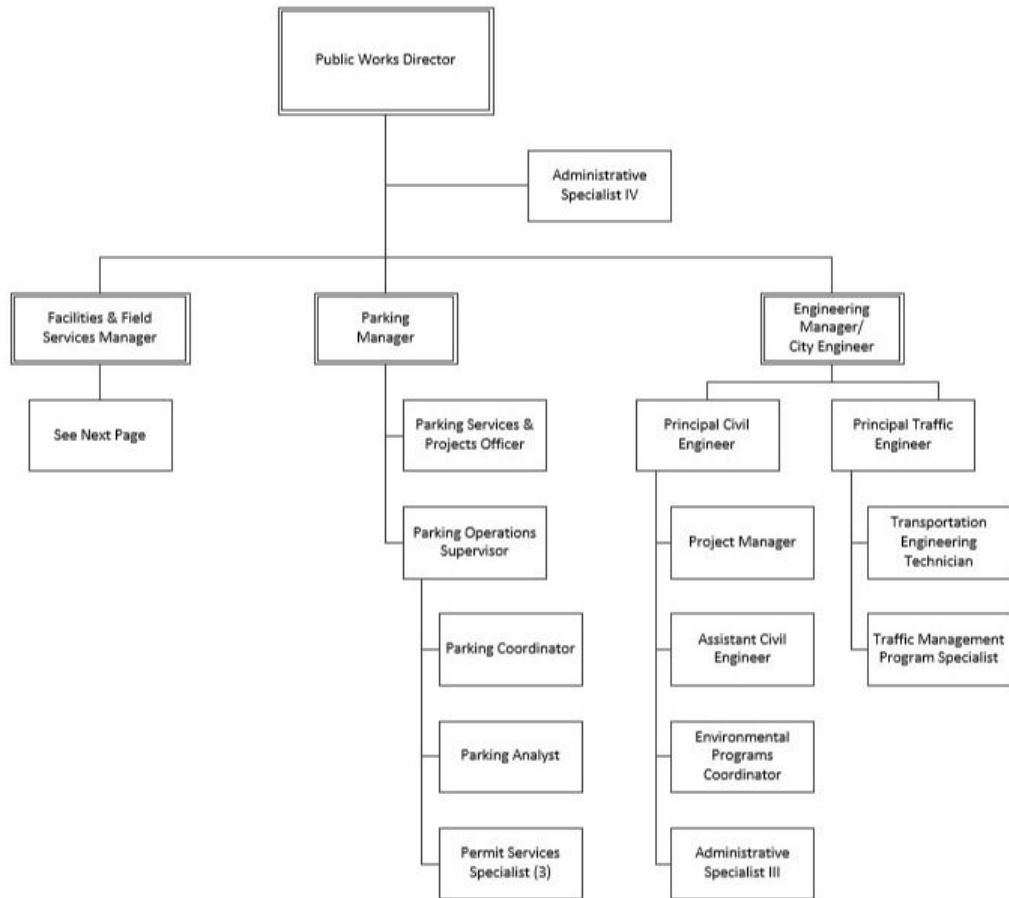 Public Works Director
Administrative
Specialist IV
Facilities & Field
Services Manager
Parking
Manager
Engineering
Manager/
City Engineer
See Next Page
Parking Services &
Projects Officer
Principal Civil
Engineer
Principal Traffic
Engineer
Parking Operations
Supervisor
Project Manager
Transportation
Engineering
Technician
Parking Coordinator
Assistant Civil
Engineer
Traffic Management
Program Specialist
Parking Analyst
Environmental
Programs
Coordinator
Permit Services
Specialist (3)
Administrative
Specialist III